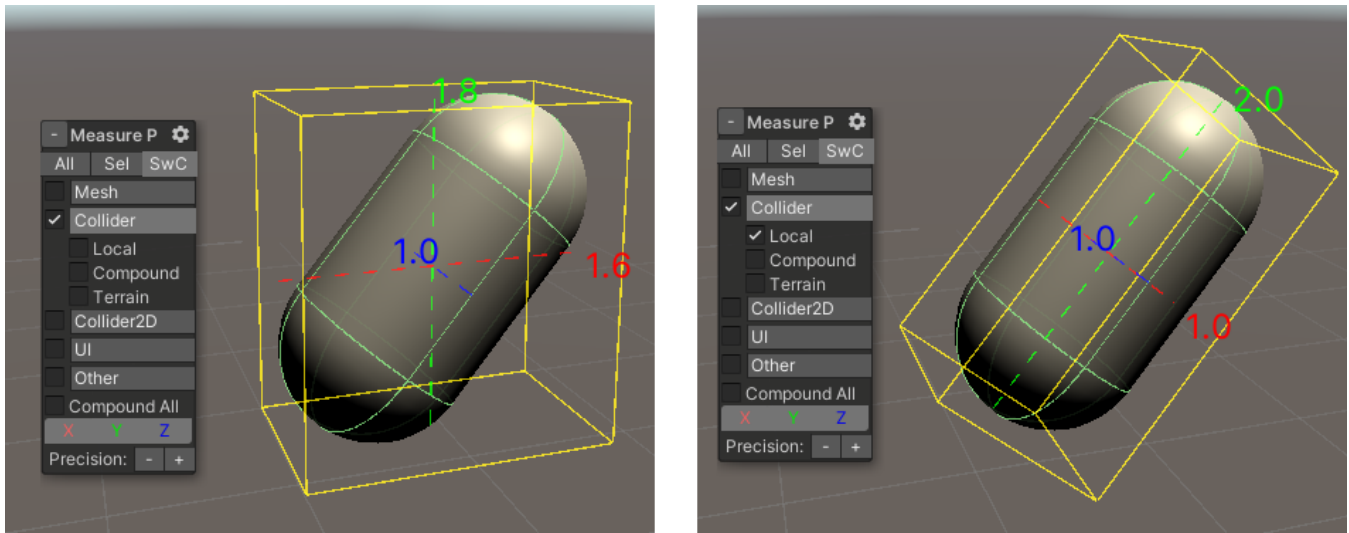 - Measure P
All Sel SwC
Mesh
Collider
Local
Compound
Terrain
Collider2D
UI
Other
Compound All
X Y Z
Precision: - +
1.8
1.0
1.6
- Measure P
All Sel SwC
Mesh
Collider
Local
Compound
Terrain
Collider2D
UI
Other
Compound All
X Y Z
Precision: - +
2.0
1.0
1.0